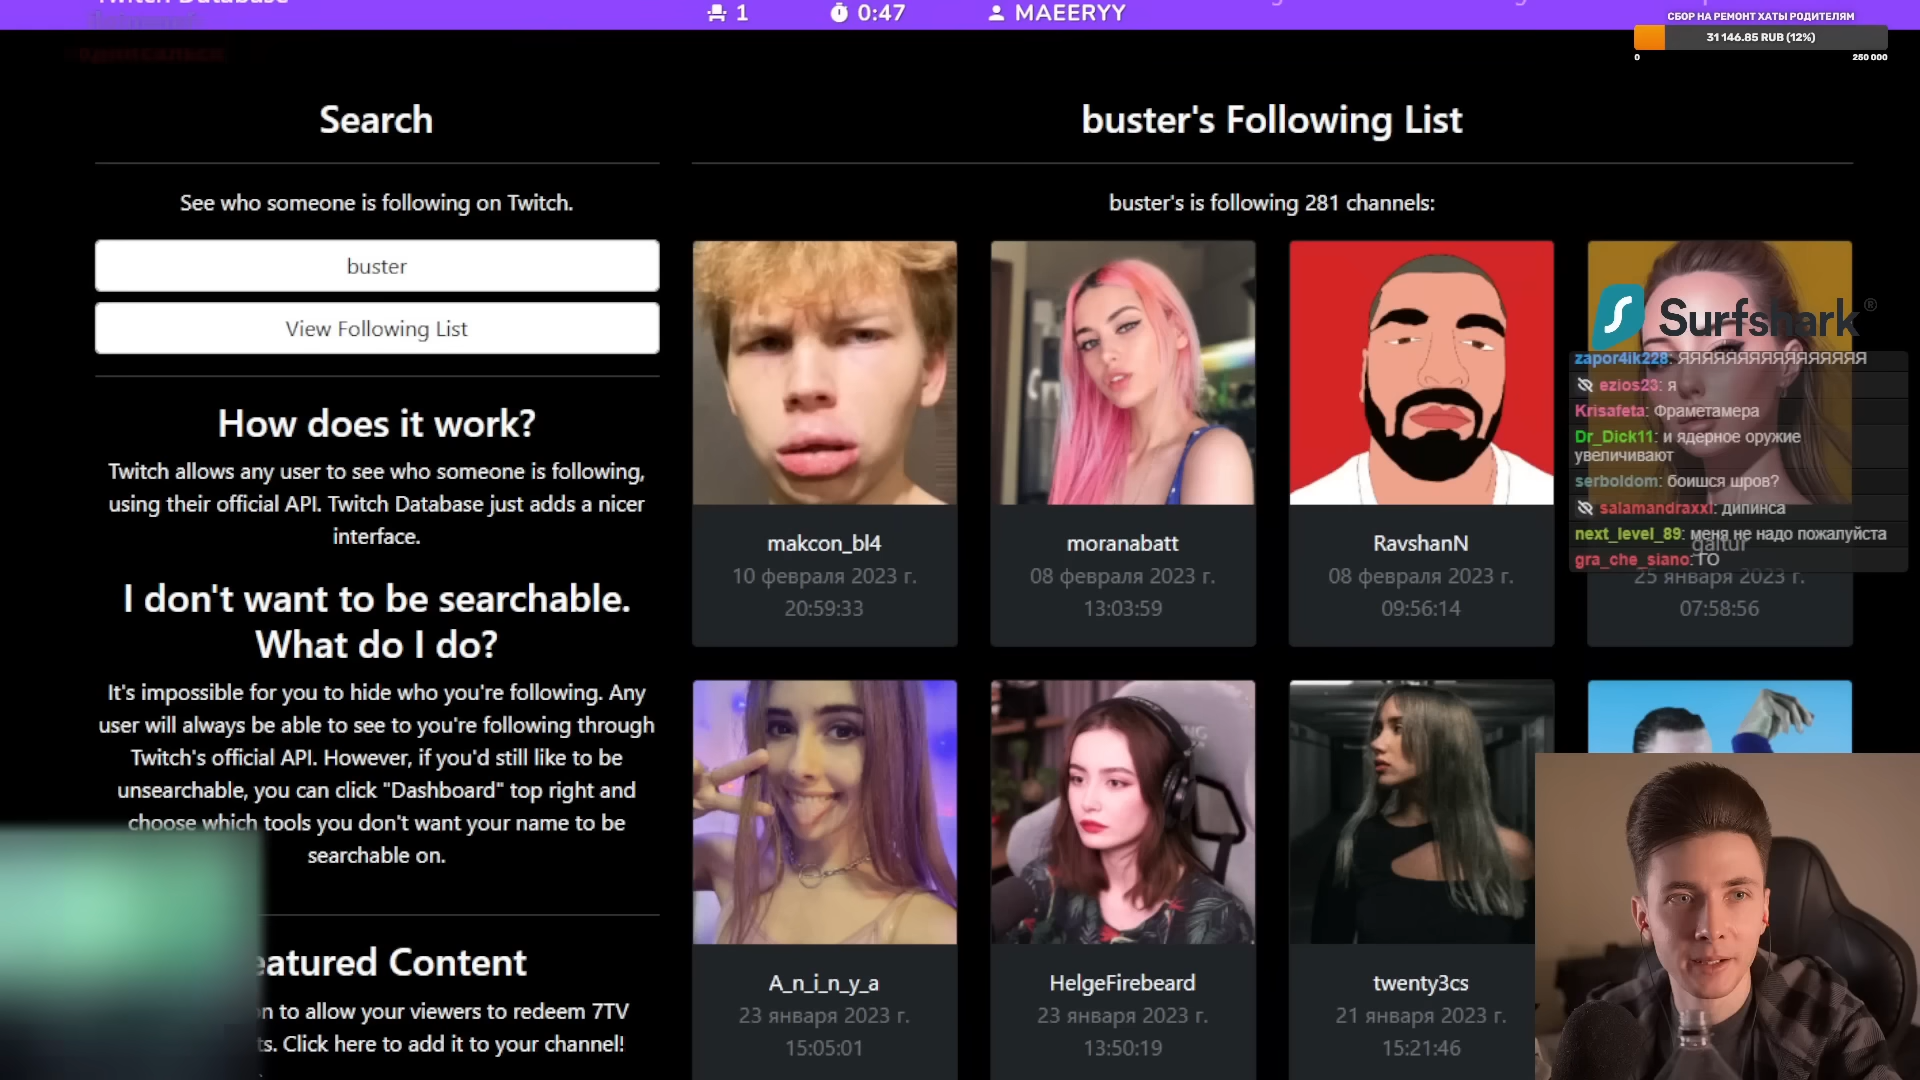 Twitch Database
1
0:47
MAEERYY
СБОР НА РЕМОНТ ХАТЫ РОДИТЕЛЯМ
31 146.85 RUB (12%)
0
250 000
Search
See who someone is following on Twitch.
buster
View Following List
How does it work?
Twitch allows any user to see who someone is following,
using their official API. Twitch Database just adds a nicer
interface.
I don't want to be searchable.
What do I do?
It's impossible for you to hide who you're following. Any
user will always be able to see to you're following through
Twitch's official API. However, if you'd still like to be
unsearchable, you can click "Dashboard" top right and
choose which tools you don't want your name to be
searchable on.
eatured Content
n to allow your viewers to redeem 7TV
ts. Click here to add it to your channel!
buster's Following List
buster's is following 281 channels:
makcon_bl4
10 февраля 2023 г.
20:59:33
moranabatt
08 февраля 2023 г.
13:03:59
RavshanN
08 февраля 2023 г.
09:56:14
galtur
25 января 2023 г.
07:58:56
Surfshark®
zapor4ik228: ЯЯЯЯЯЯЯЯЯЯЯЯЯЯЯЯ
ezios23: я
Krisafeta: Фраметамера
Dr_Dick11: и ядерное оружие
увеличивают
serboldom: боишся шров?
salamandraxxl: дипинса
next_level_89: меня не надо пожалуйста
gra_che_siano: ТО
A_n_i_n_y_a
23 января 2023 г.
15:05:01
HelgeFirebeard
23 января 2023 г.
13:50:19
twenty3cs
21 января 2023 г.
15:21:46